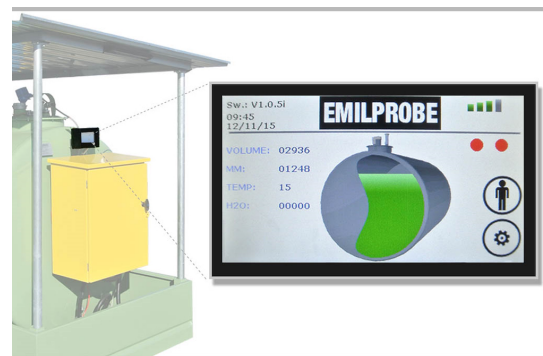 Sw.: V1.0.5i
09:45
12/11/15
EMILPROBE
VOLUME: 02936
MM: 01248
TEMP: 15
H2O: 00000